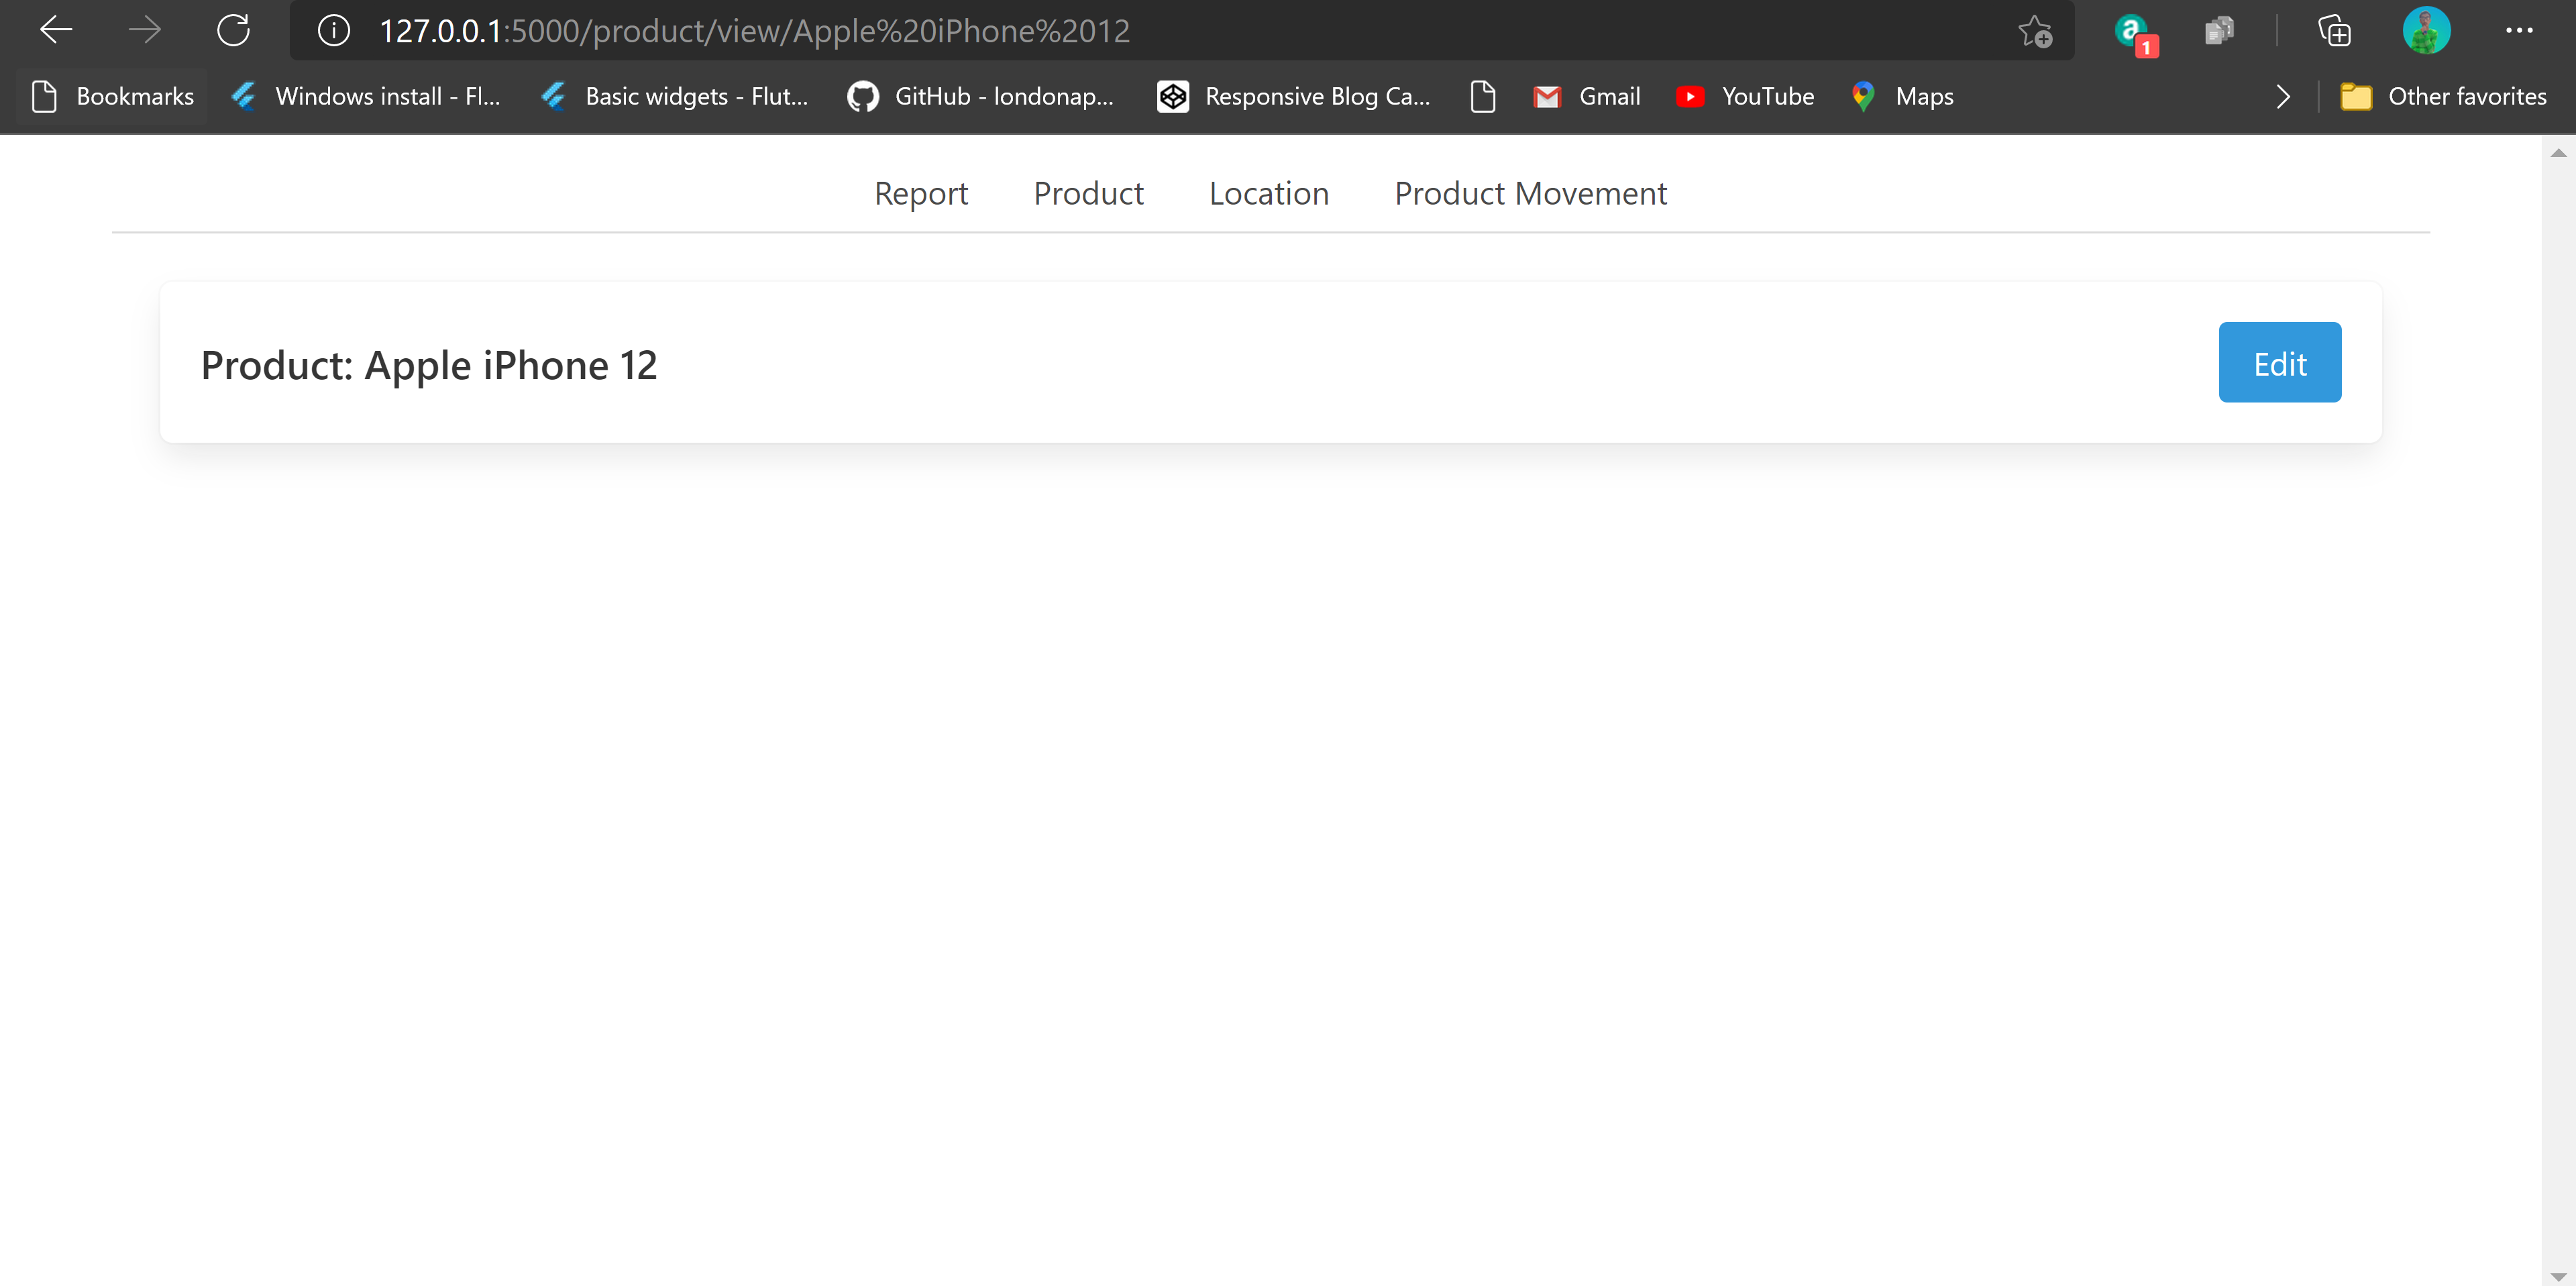 127.0.0.1:5000/product/view/Apple%20iPhone%2012
a 1
Bookmarks Windows install - Fl... Basic widgets - Flut... GitHub - londonap... Responsive Blog Ca... Gmail YouTube Maps Other favorites
Report Product Location Product Movement
Product: Apple iPhone 12 Edit